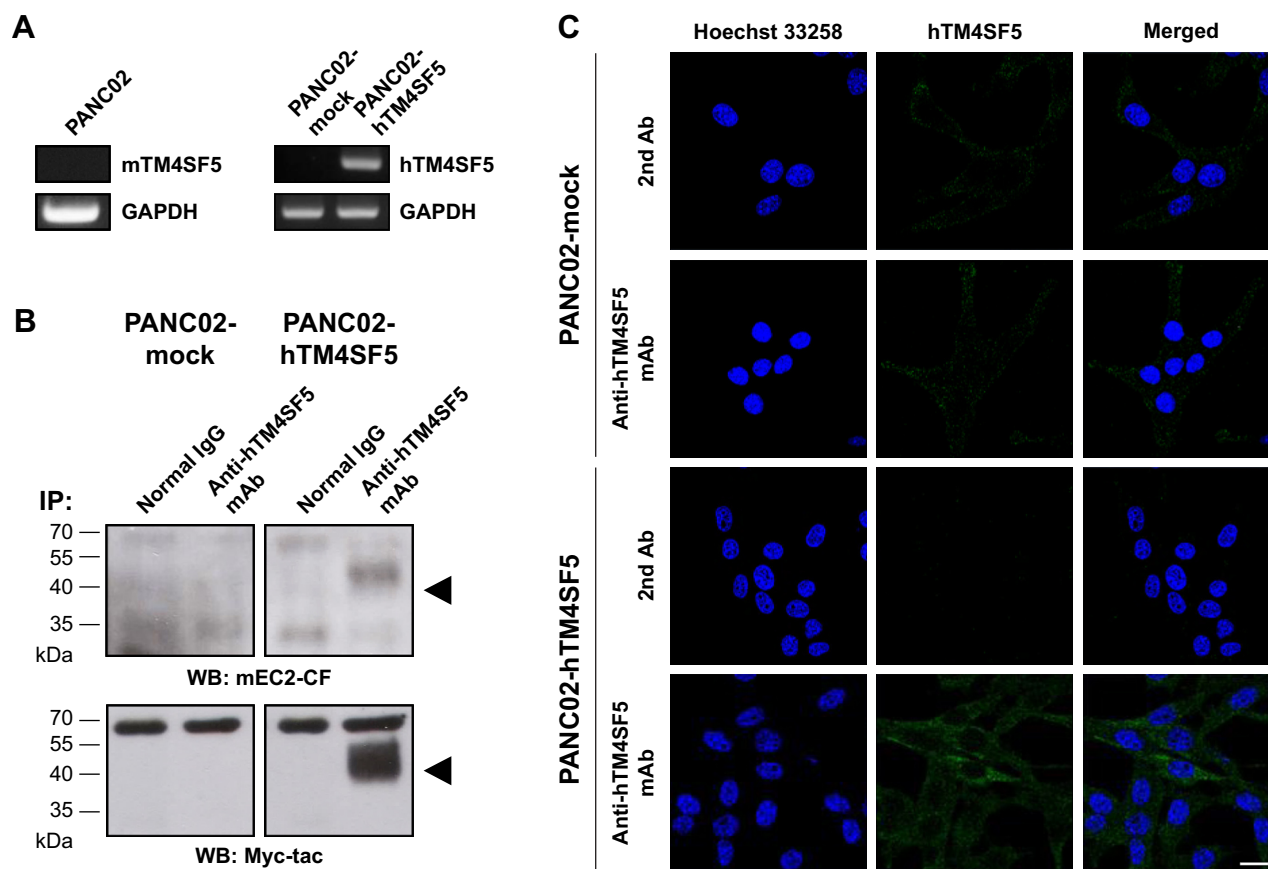 A
PANC02
mTM4SF5
GAPDH
PANC02-
mock
PANC02-
hTM4SF5
hTM4SF5
GAPDH
B
PANC02-
mock
PANC02-
hTM4SF5
IP:
Normal IgG
Anti-hTM4SF5
mAb
Normal IgG
Anti-hTM4SF5
mAb
70
55
40
35
kDa
WB: mEC2-CF
70
55
40
35
kDa
WB: Myc-tac
C
Hoechst 33258
hTM4SF5
Merged
PANC02-mock
2nd Ab
Anti-hTM4SF5
mAb
PANC02-hTM4SF5
2nd Ab
Anti-hTM4SF5
mAb